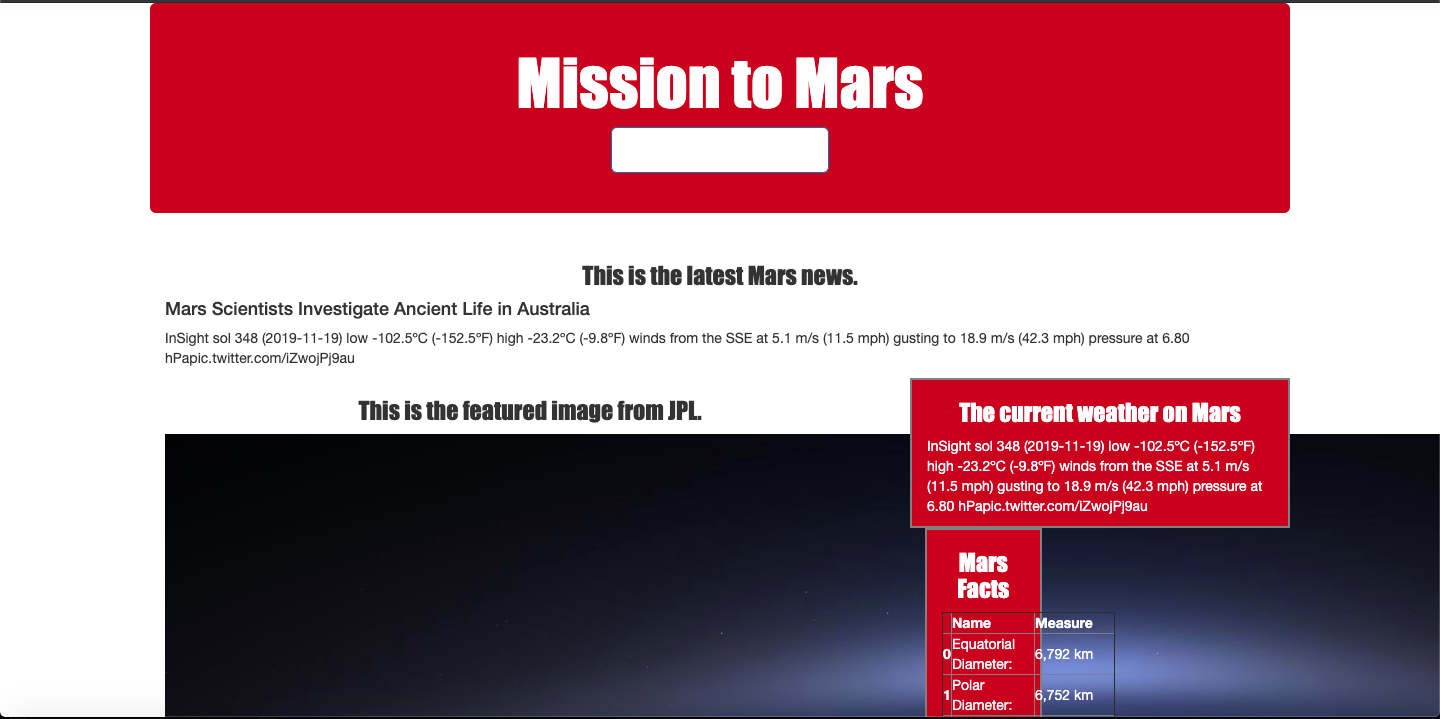 Mission to Mars
This is the latest Mars news.
Mars Scientists Investigate Ancient Life in Australia
InSight sol 348 (2019-11-19) low -102.5ºC (-152.5ºF) high -23.2ºC (-9.8ºF) winds from the SSE at 5.1 m/s (11.5 mph) gusting to 18.9 m/s (42.3 mph) pressure at 6.80
hPapic.twitter.com/iZwojPj9au
This is the featured image from JPL.
The current weather on Mars
InSight sol 348 (2019-11-19) low -102.5ºC (-152.5ºF)
high -23.2ºC (-9.8ºF) winds from the SSE at 5.1 m/s
(11.5 mph) gusting to 18.9 m/s (42.3 mph) pressure at
6.80 hPapic.twitter.com/iZwojPj9au
Mars
Facts
Name Measure
0 Equatorial Diameter: 6,792 km
1 Polar Diameter: 6,752 km